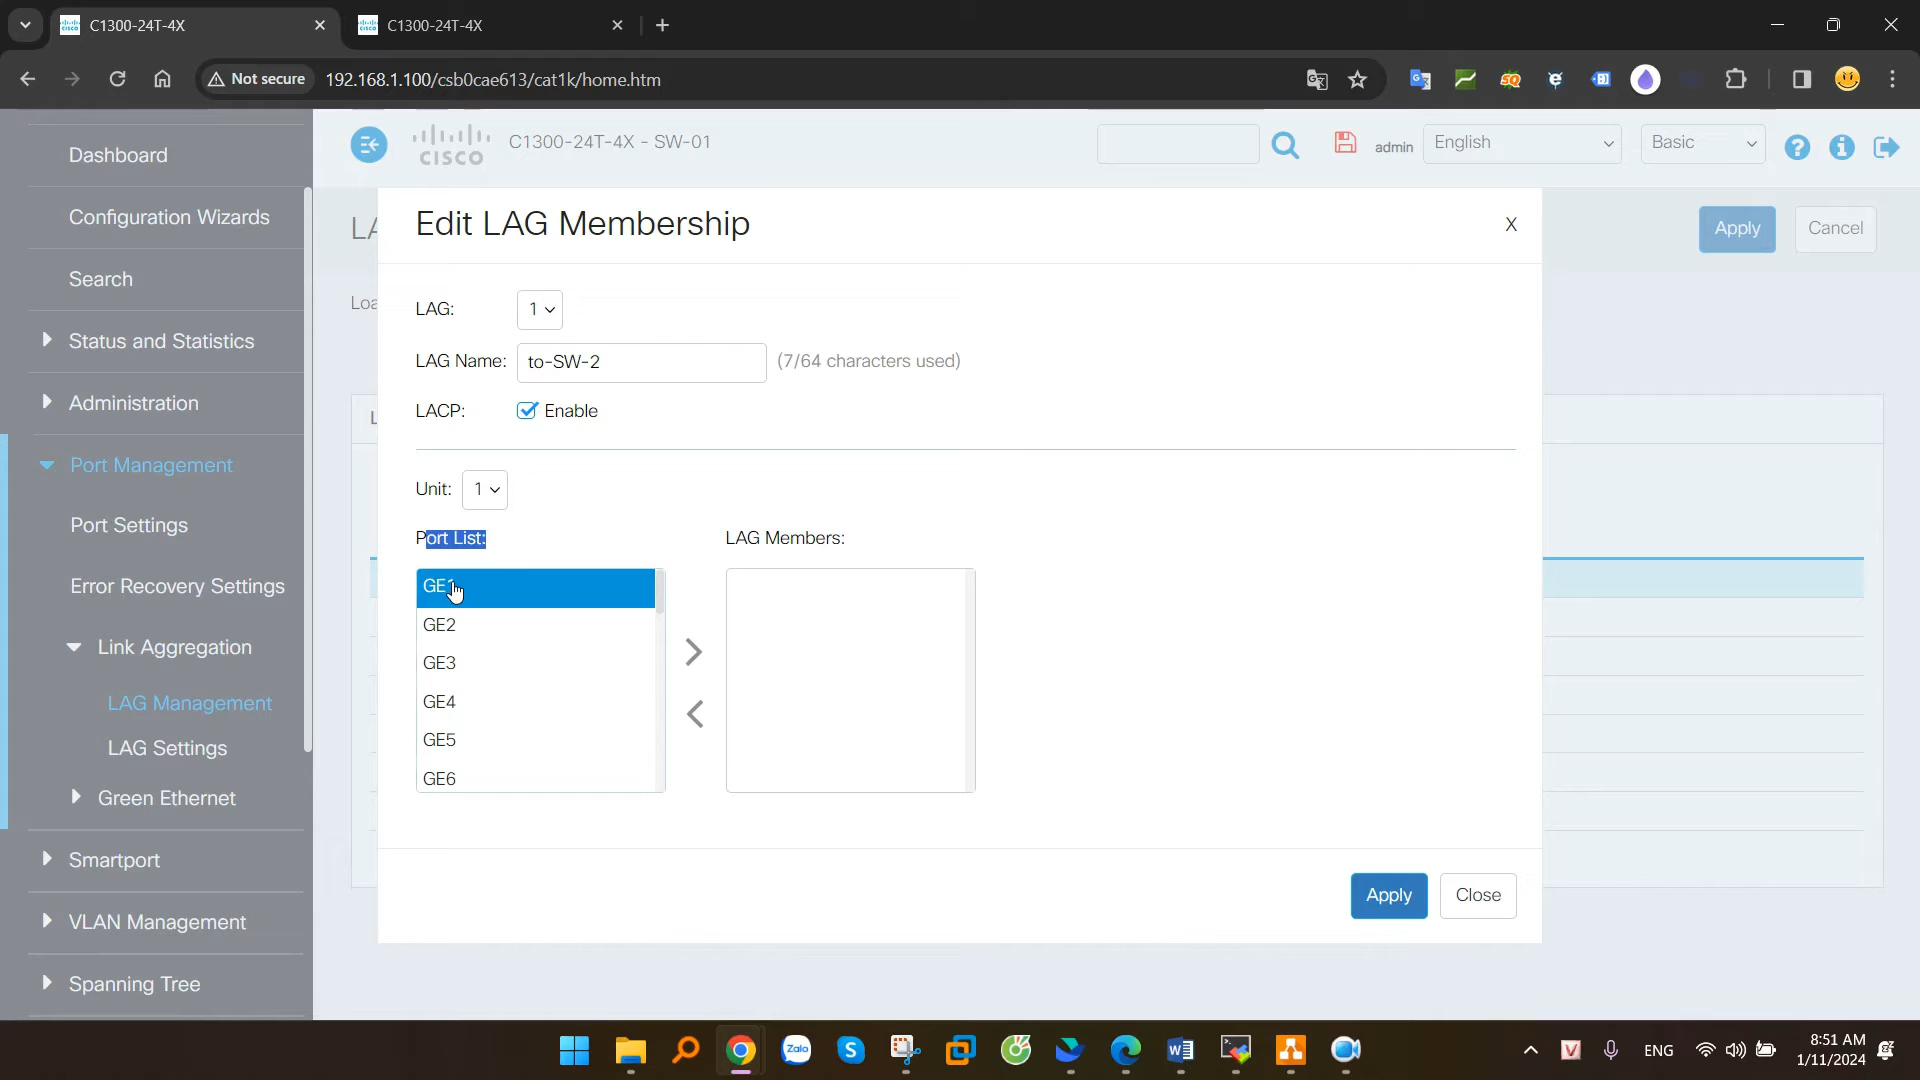 C1300-24T-4X
C1300-24T-4X
Not secure
192.168.1.100/csb0cae613/cat1k/home.htm
Dashboard
Configuration Wizards
Search
Status and Statistics
Administration
Port Management
Port Settings
Error Recovery Settings
Link Aggregation
LAG Management
LAG Settings
Green Ethernet
Smartport
VLAN Management
Spanning Tree
CISCO
C1300-24T-4X - SW-01
admin
English
Basic
Apply
Cancel
LA
Loa
L
Edit LAG Membership
X
LAG:
1
LAG Name:
to-SW-2
(7/64 characters used)
LACP:
Enable
Unit:
1
Port List:
LAG Members:
GE
GE2
GE3
GE4
GE5
GE6
Apply
Close
Zalo
ENG
8:51 AM
1/11/2024